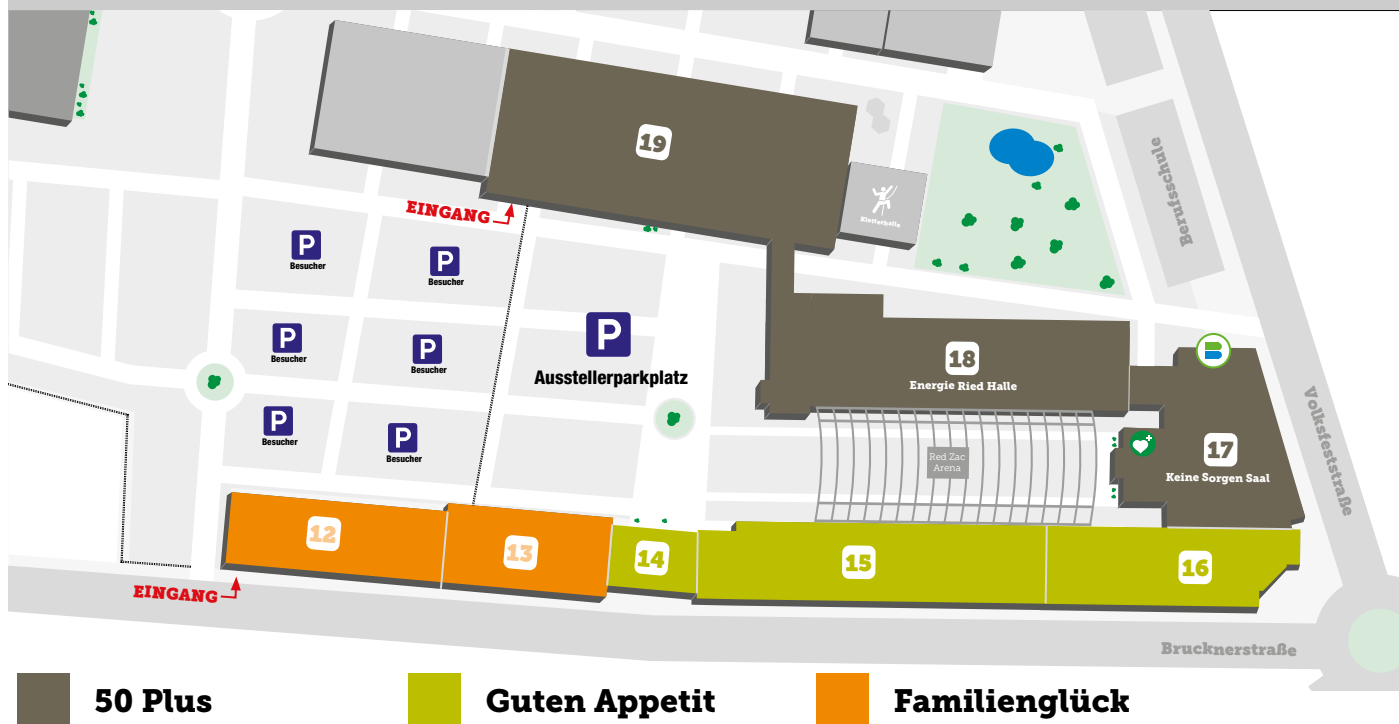 19
Kletterhalle
Berufsschule
EINGANG
P
Besucher
P
Besucher
P
Besucher
P
Besucher
P
Ausstellerparkplatz
18
Energie Ried Halle
B
P
Besucher
P
Besucher
Red Zac
Arena
17
Keine Sorgen Saal
Volksfeststraße
12
13
14
15
16
EINGANG
Brucknerstraße
50 Plus
Guten Appetit
Familienglück